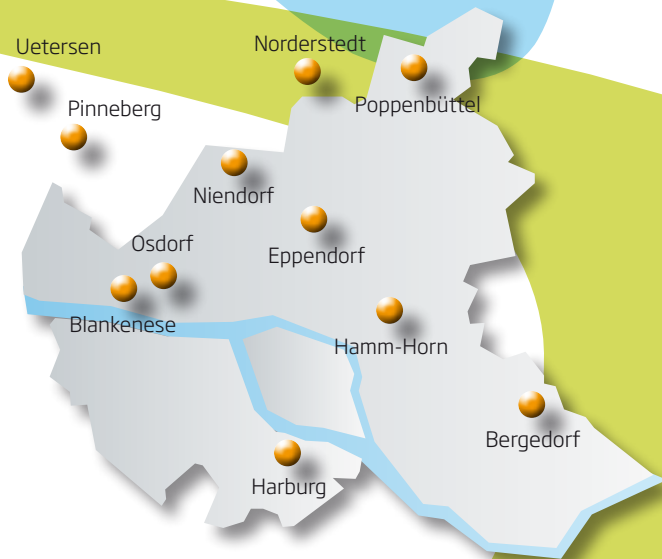 Uetersen
Norderstedt
Pinneberg
Poppenbüttel
Niendorf
Osdorf
Eppendorf
Blankenese
Hamm-Horn
Bergedorf
Harburg